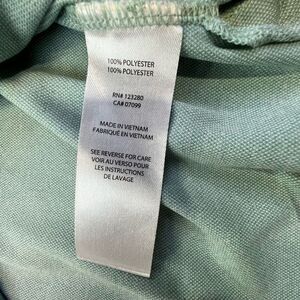 100% POLYESTER
100% POLYESTER
RN# 123280
CA# 07099
MADE IN VIETNAM
FABRIQUÉ EN VIETNAM
SEE REVERSE FOR CARE
VOIR AU VERSO POUR
LES INSTRUCTIONS
DE LAVAGE